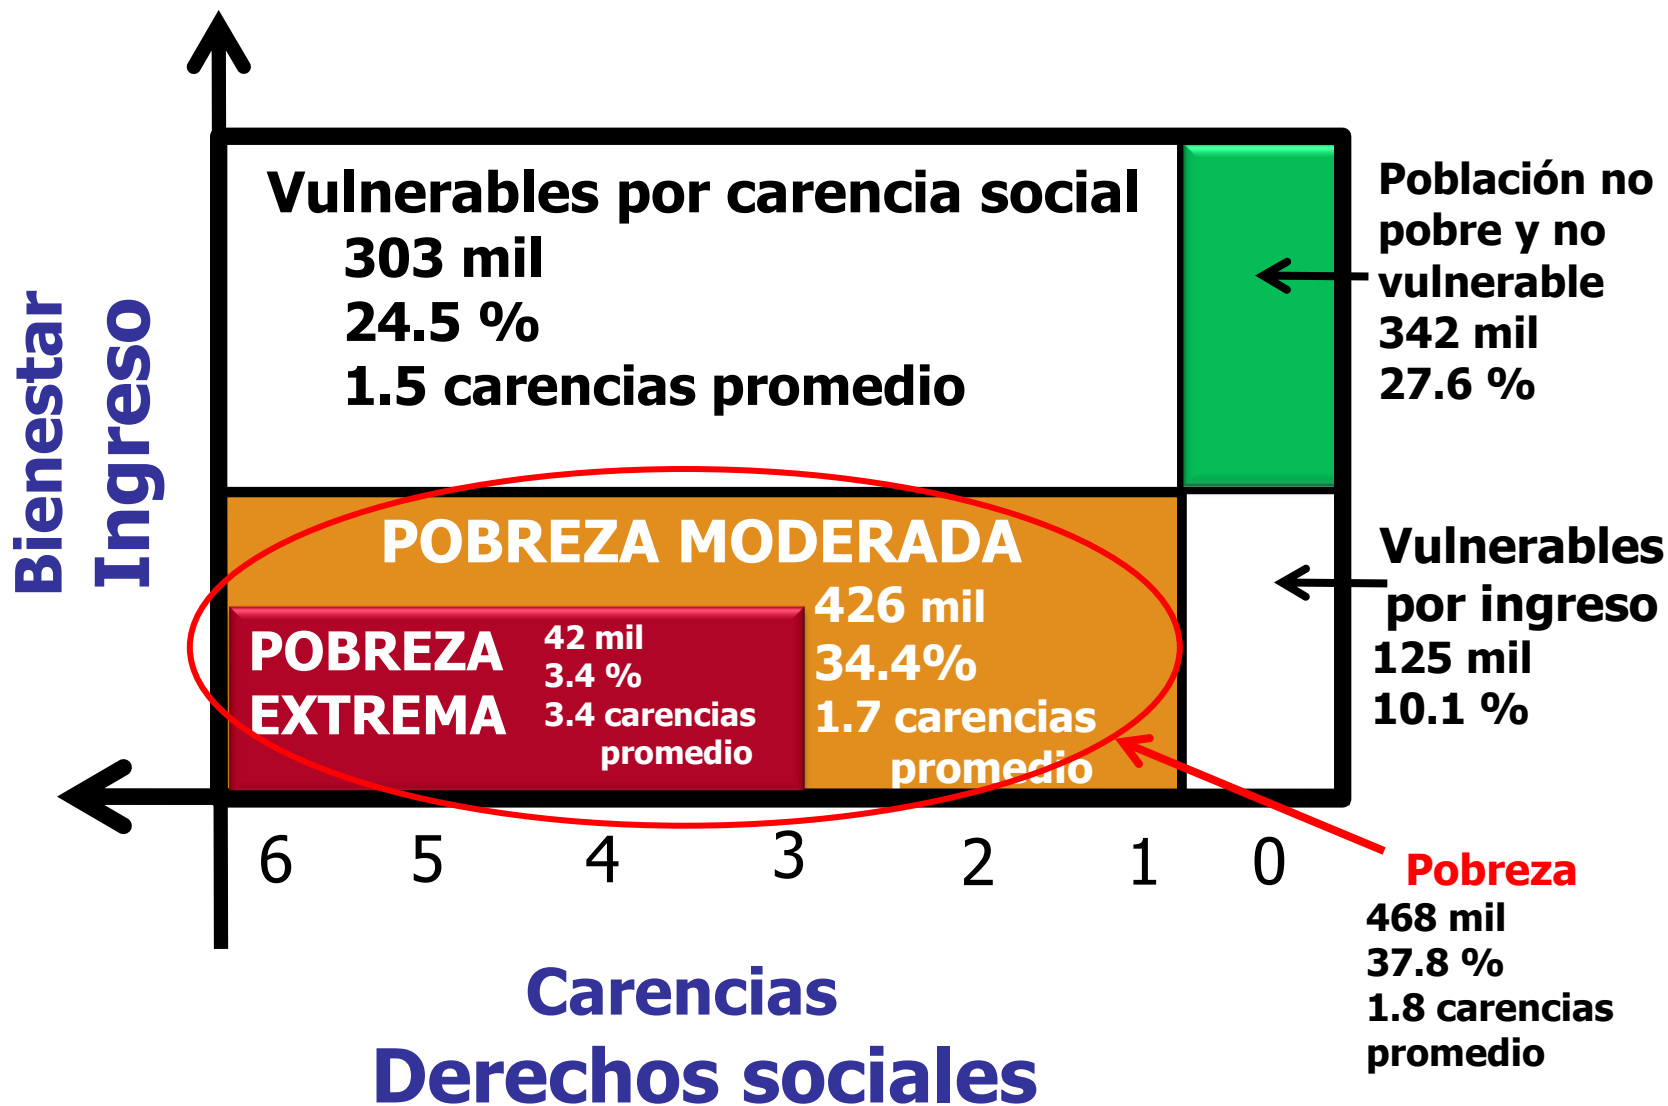 Bienestar
Ingreso
Vulnerables por carencia social
303 mil
24.5 %
1.5 carencias promedio
Población no
pobre y no
vulnerable
342 mil
27.6 %
POBREZA MODERADA
426 mil
34.4%
1.7 carencias
promedio
POBREZA
EXTREMA
42 mil
3.4 %
3.4 carencias
promedio
Vulnerables
por ingreso
125 mil
10.1 %
6 5 4 3 2 1 0
Pobreza
468 mil
37.8 %
1.8 carencias
promedio
Carencias
Derechos sociales